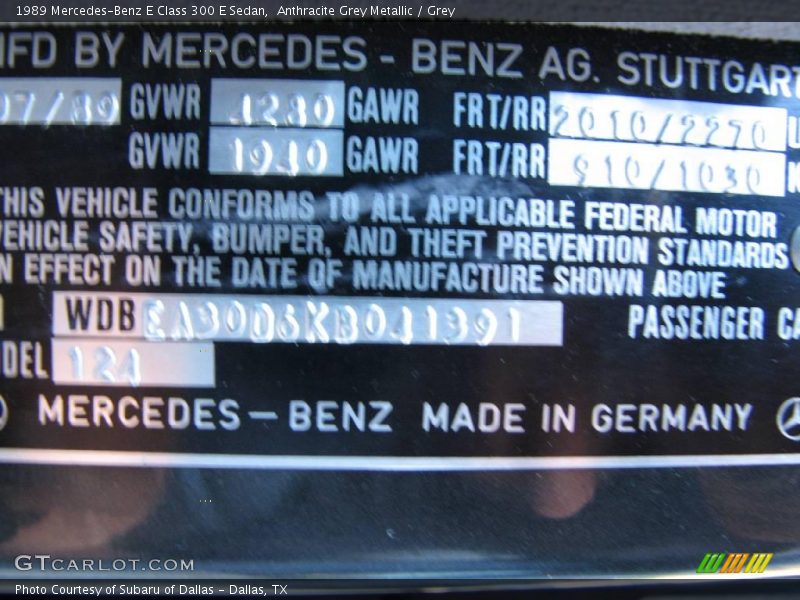 1989 Mercedes-Benz E Class 300 E Sedan, Anthracite Grey Metallic / Grey
MFD BY MERCEDES - BENZ AG. STUTTGART
07/89 GVWR 4280 GAWR FRT/RR 2010/2270
GVWR 1940 GAWR FRT/RR 910/1030
THIS VEHICLE CONFORMS TO ALL APPLICABLE FEDERAL MOTOR
VEHICLE SAFETY, BUMPER, AND THEFT PREVENTION STANDARDS
IN EFFECT ON THE DATE OF MANUFACTURE SHOWN ABOVE
WDBEA30D6KB041391 PASSENGER CA
DEL 124
MERCEDES – BENZ MADE IN GERMANY
GTCARLOT.COM
Photo Courtesy of Subaru of Dallas - Dallas, TX